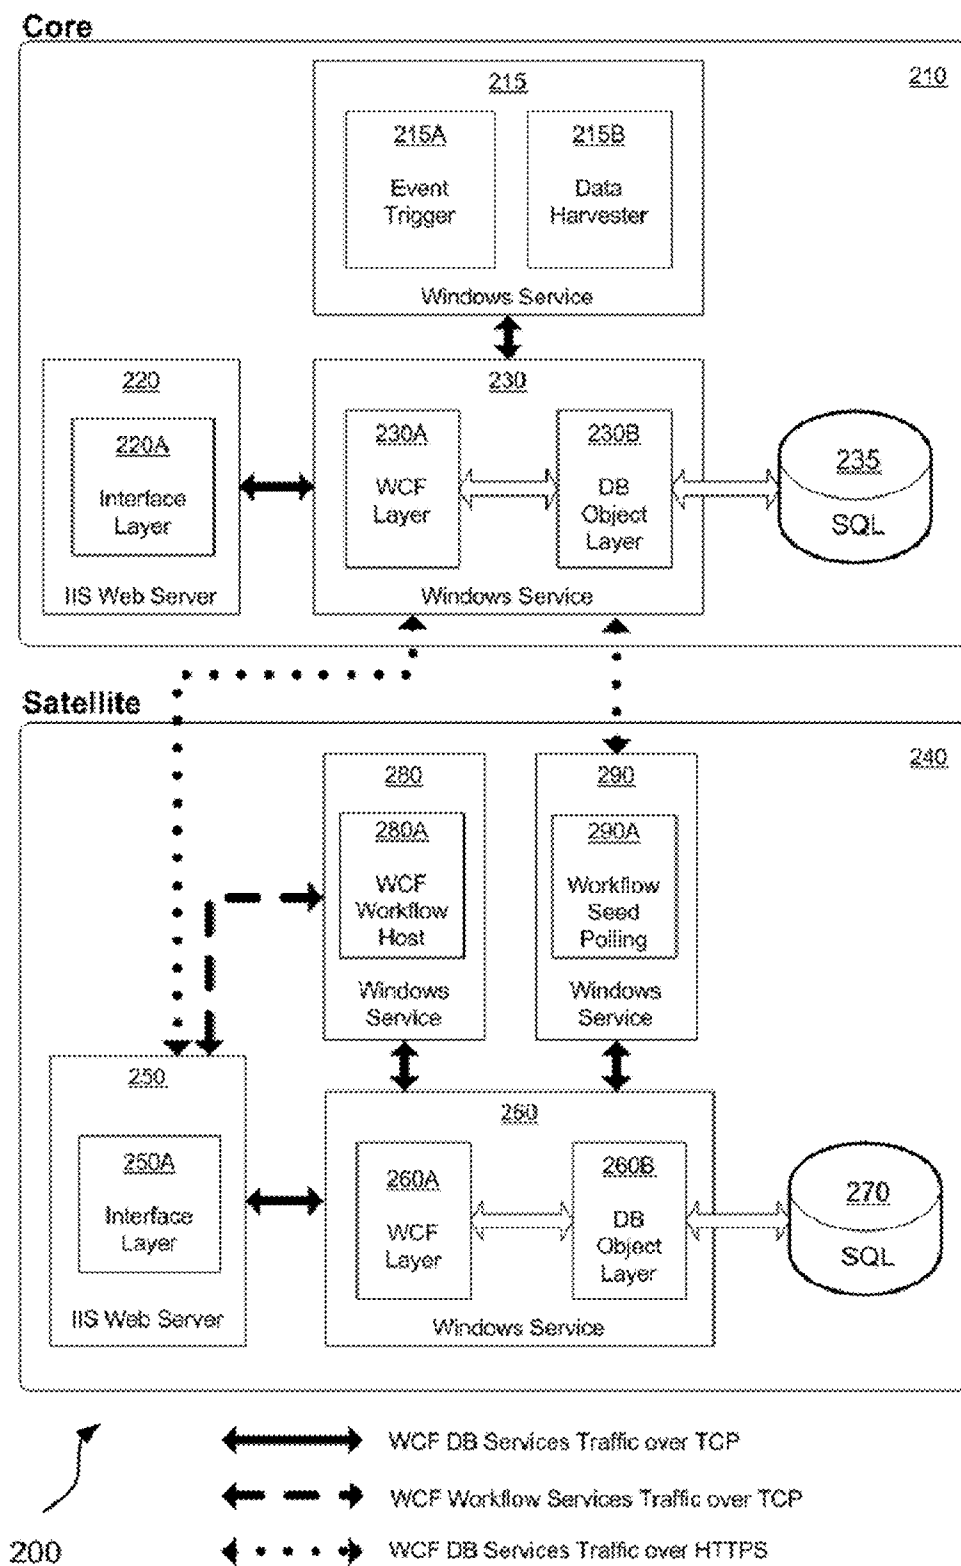 Core
210
215
215A
Event
Trigger
215B
Data
Harvester
Windows Service
220
220A
Interface
Layer
IIS Web Server
230
230A
WCF
Layer
230B
DB
Object
Layer
Windows Service
235
SQL
Satellite
240
280
280A
WCF
Workflow
Host
Windows
Service
290
290A
Workflow
Seed
Polling
Windows
Service
250
250A
Interface
Layer
IIS Web Server
260
260A
WCF
Layer
260B
DB
Object
Layer
Windows Service
270
SQL
200
WCF DB Services Traffic over TCP
WCF Workflow Services Traffic over TCP
WCF DB Services Traffic over HTTPS